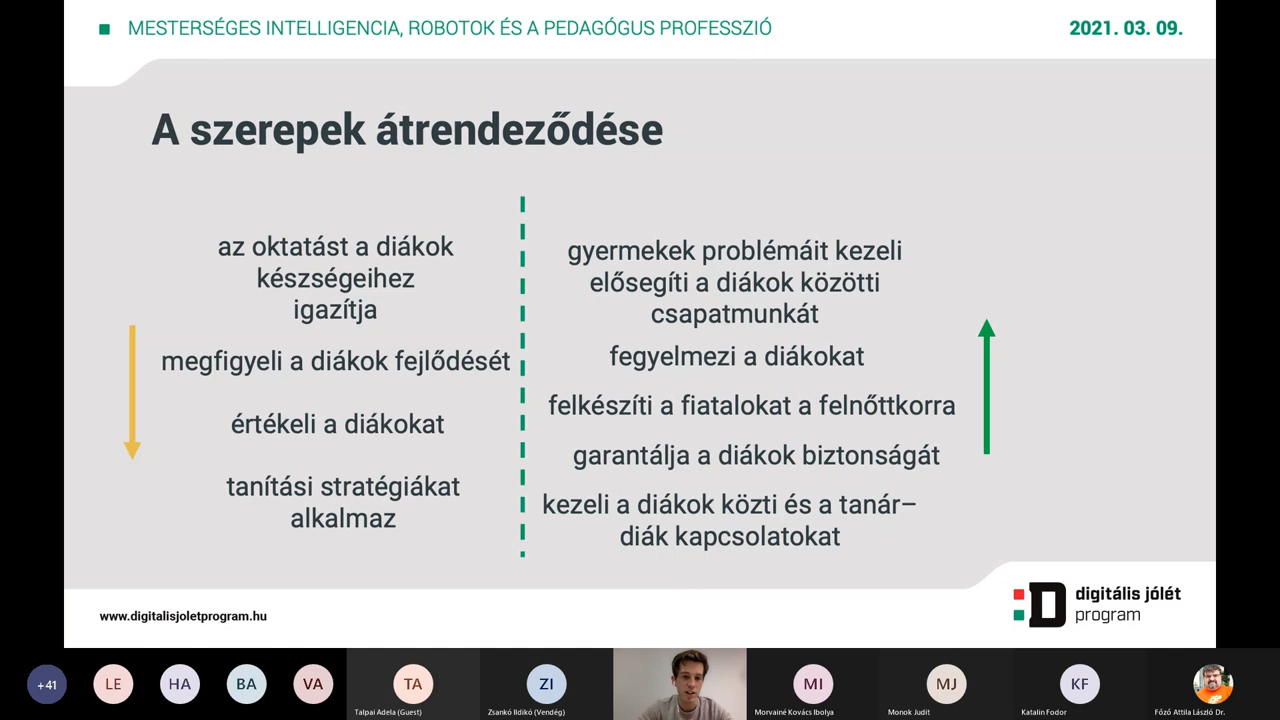 MESTERSÉGES INTELLIGENCIA, ROBOTOK ÉS A PEDAGÓGUS PROFESSZIÓ
2021. 03. 09.
A szerepek átrendeződése
az oktatást a diákok
készségeihez
igazítja
megfigyeli a diákok fejlődését
értékeli a diákokat
tanítási stratégiákat
alkalmaz
gyermekek problémáit kezeli
elősegíti a diákok közötti
csapatmunkát
fegyelmezi a diákokat
felkészíti a fiatalokat a felnőttkorra
garantálja a diákok biztonságát
kezeli a diákok közti és a tanár–
diák kapcsolatokat
www.digitalisjoletprogram.hu
digitális jólét
program
+41
LE
HA
BA
VA
TA
Talpai Adela (Guest)
ZI
Zsankó Ildikó (Vendég)
MI
Morvainé Kovács Ibolya
MJ
Monok Judit
KF
Katalin Fodor
Főző Attila László Dr.